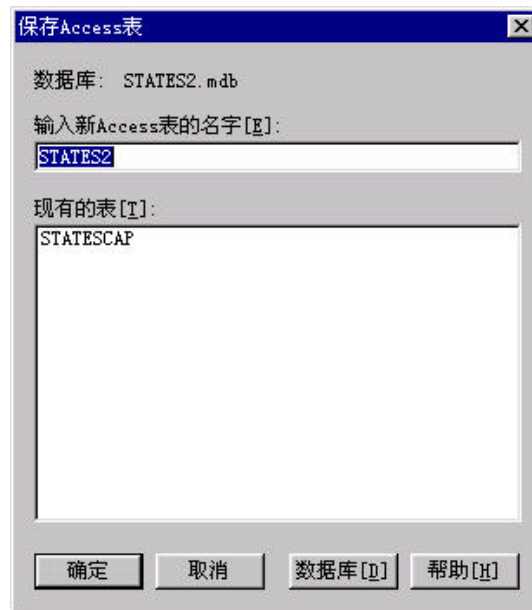 保存Access表
数据库: STATES2.mdb
输入新Access表的名字[E]:
STATES2
现有的表[T]:
STATESCAP
确定 取消 数据库[D] 帮助[H]